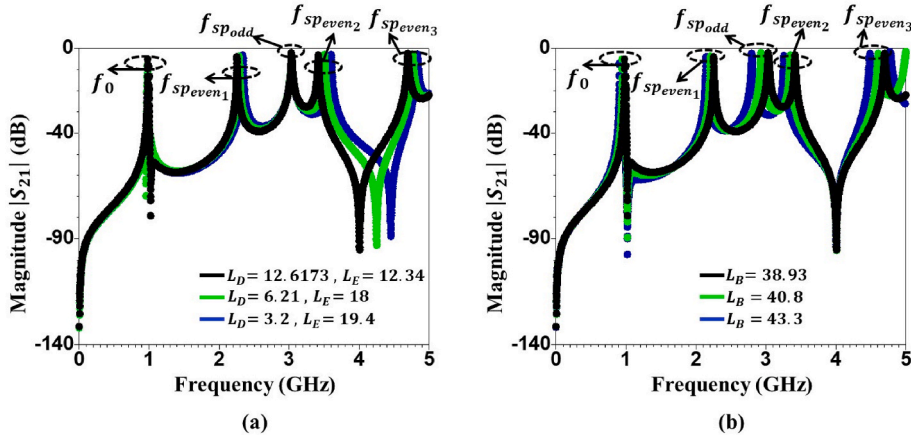 f_{sp_{odd}} f_{sp_{even_2}} f_{sp_{even_3}}
f_0 f_{sp_{even_1}}
Magnitude |S_{21}| (dB)
0
-40
-90
-140
L_D = 12.6173 , L_E = 12.34
L_D = 6.21 , L_E = 18
L_D = 3.2 , L_E = 19.4
0 1 2 3 4 5
Frequency (GHz)
(a)
f_{sp_{odd}} f_{sp_{even_2}} f_{sp_{even_3}}
f_0 f_{sp_{even_1}}
Magnitude |S_{21}| (dB)
0
-40
-90
-140
L_B = 38.93
L_B = 40.8
L_B = 43.3
0 1 2 3 4 5
Frequency (GHz)
(b)